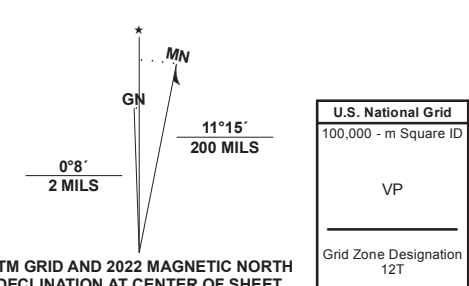 ★
MN
GN
11°15´
200 MILS
0°8´
2 MILS
TM GRID AND 2022 MAGNETIC NORTH
DECLINATION AT CENTER OF SHEET
U.S. National Grid
100,000 - m Square ID
VP
Grid Zone Designation
12T